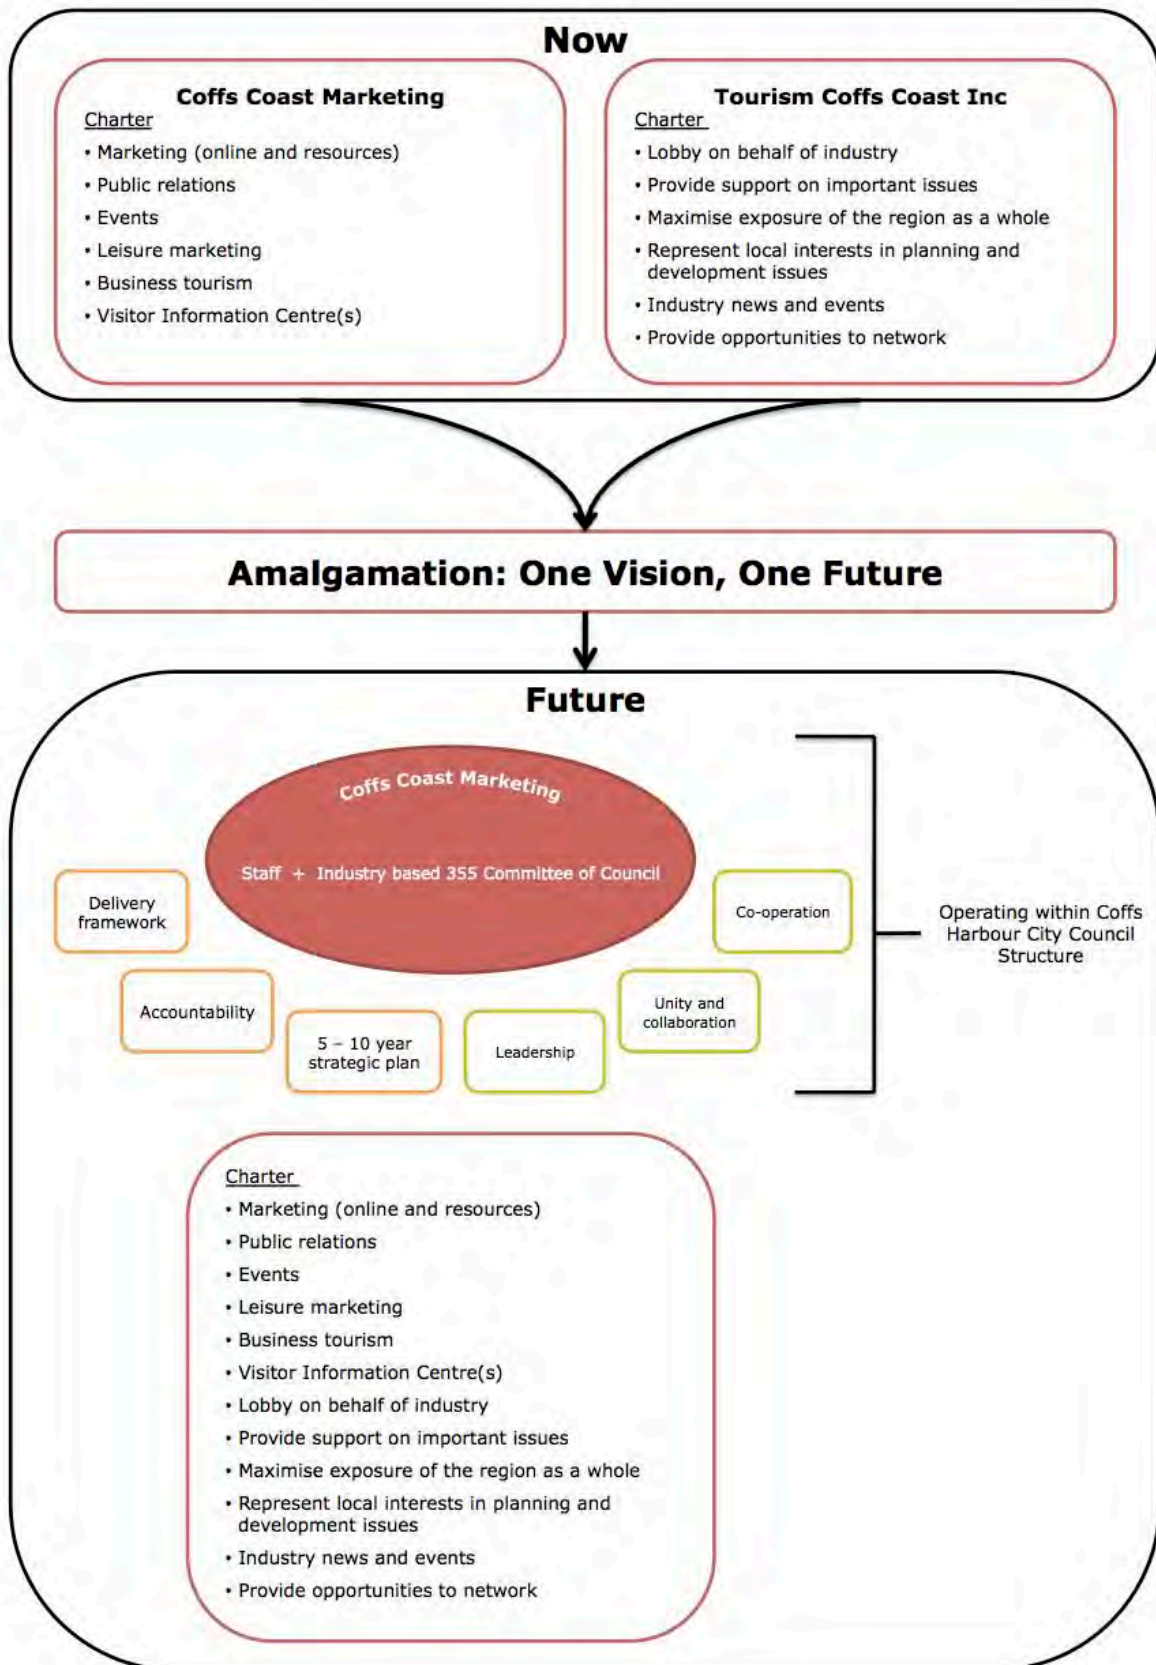 Now
Coffs Coast Marketing
Charter
• Marketing (online and resources)
• Public relations
• Events
• Leisure marketing
• Business tourism
• Visitor Information Centre(s)
Tourism Coffs Coast Inc
Charter
• Lobby on behalf of industry
• Provide support on important issues
• Maximise exposure of the region as a whole
• Represent local interests in planning and
development issues
• Industry news and events
• Provide opportunities to network
Amalgamation: One Vision, One Future
Future
Coffs Coast Marketing
Staff + Industry based 355 Committee of Council
Delivery
framework
Accountability
5 – 10 year
strategic plan
Leadership
Unity and
collaboration
Co-operation
Operating within Coffs
Harbour City Council
Structure
Charter
• Marketing (online and resources)
• Public relations
• Events
• Leisure marketing
• Business tourism
• Visitor Information Centre(s)
• Lobby on behalf of industry
• Provide support on important issues
• Maximise exposure of the region as a whole
• Represent local interests in planning and
development issues
• Industry news and events
• Provide opportunities to network